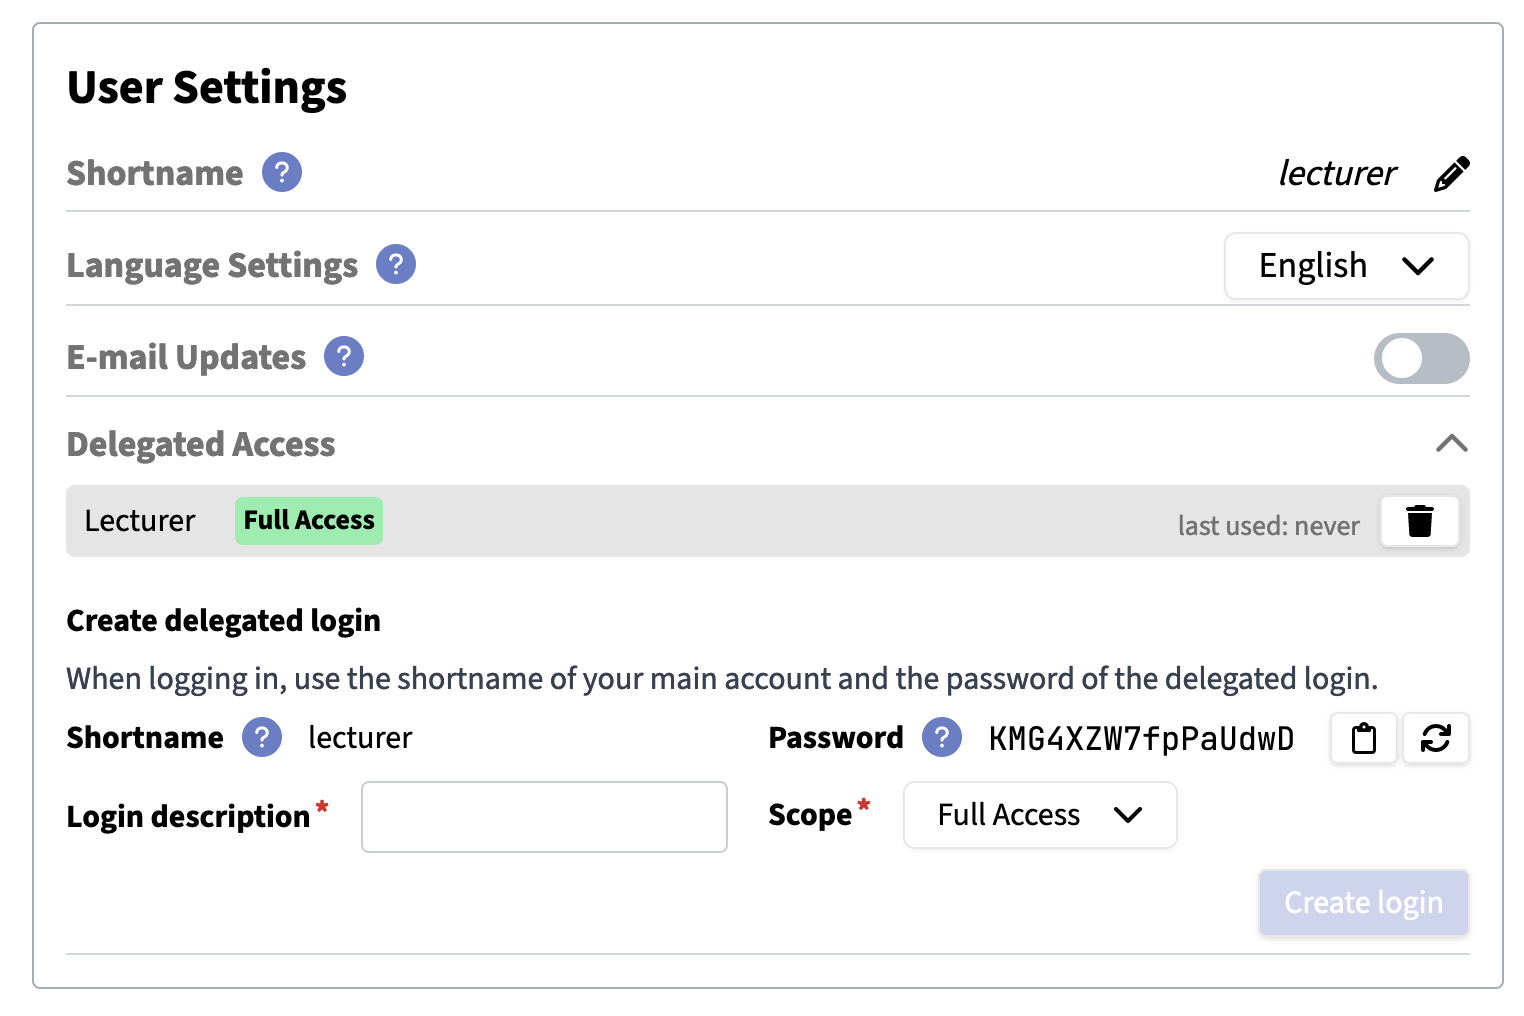 User Settings
Shortname ? lecturer
Language Settings ? English
E-mail Updates ?
Delegated Access
Lecturer Full Access last used: never
Create delegated login
When logging in, use the shortname of your main account and the password of the delegated login.
Shortname ? lecturer Password ? KMG4XZW7fpPaUdwD
Login description* Scope* Full Access
Create login